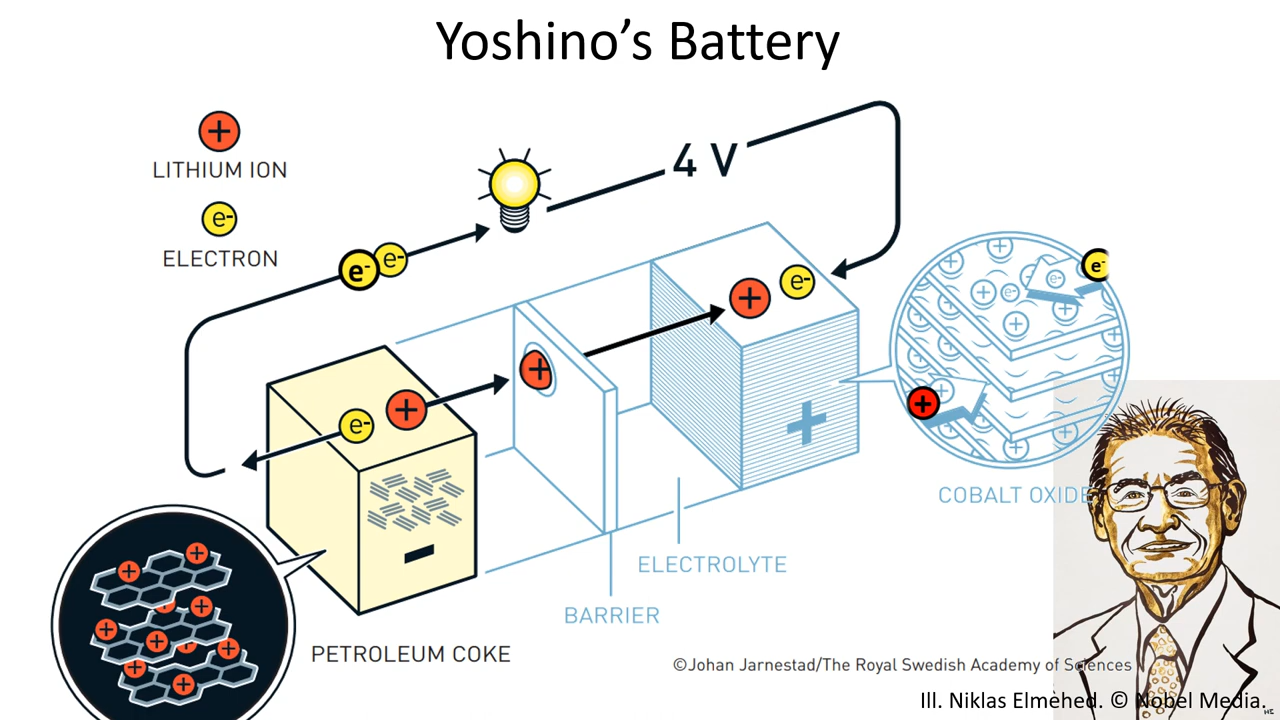 Yoshino’s Battery
+
LITHIUM ION
e-
ELECTRON
4 V
e- e-
+ e-
+
e- +
+
-
e-
+
COBALT OXIDE
ELECTROLYTE
BARRIER
PETROLEUM COKE
©Johan Jarnestad/The Royal Swedish Academy of Sciences
Ill. Niklas Elmehed. © Nobel Media.